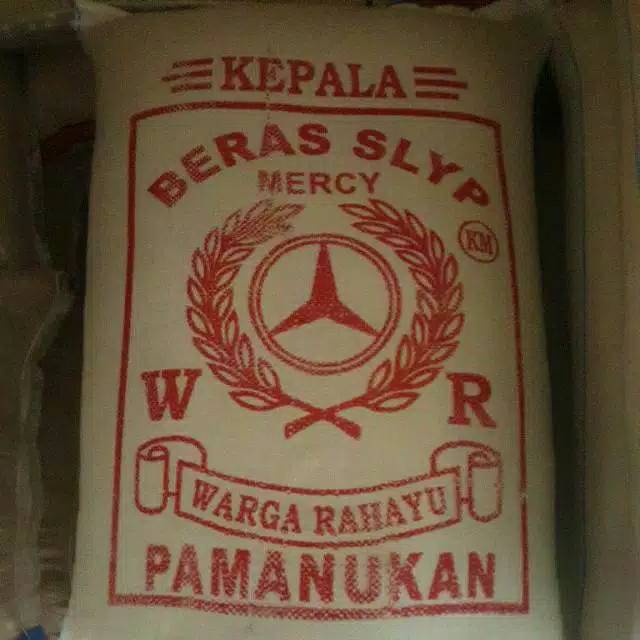 KEPALA
BERAS SLYP
MERCY
KM
W R
WARGA RAHAYU
PAMANUKAN